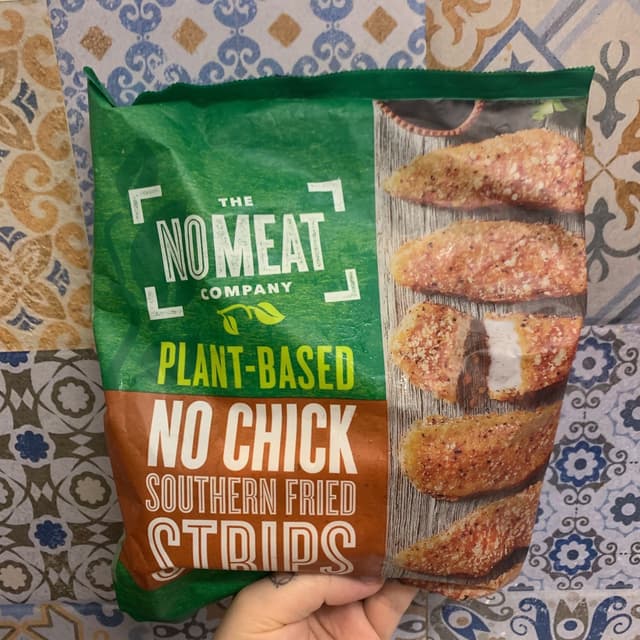 THE
NO MEAT
COMPANY
PLANT-BASED
NO CHICK
SOUTHERN FRIED
STRIPS